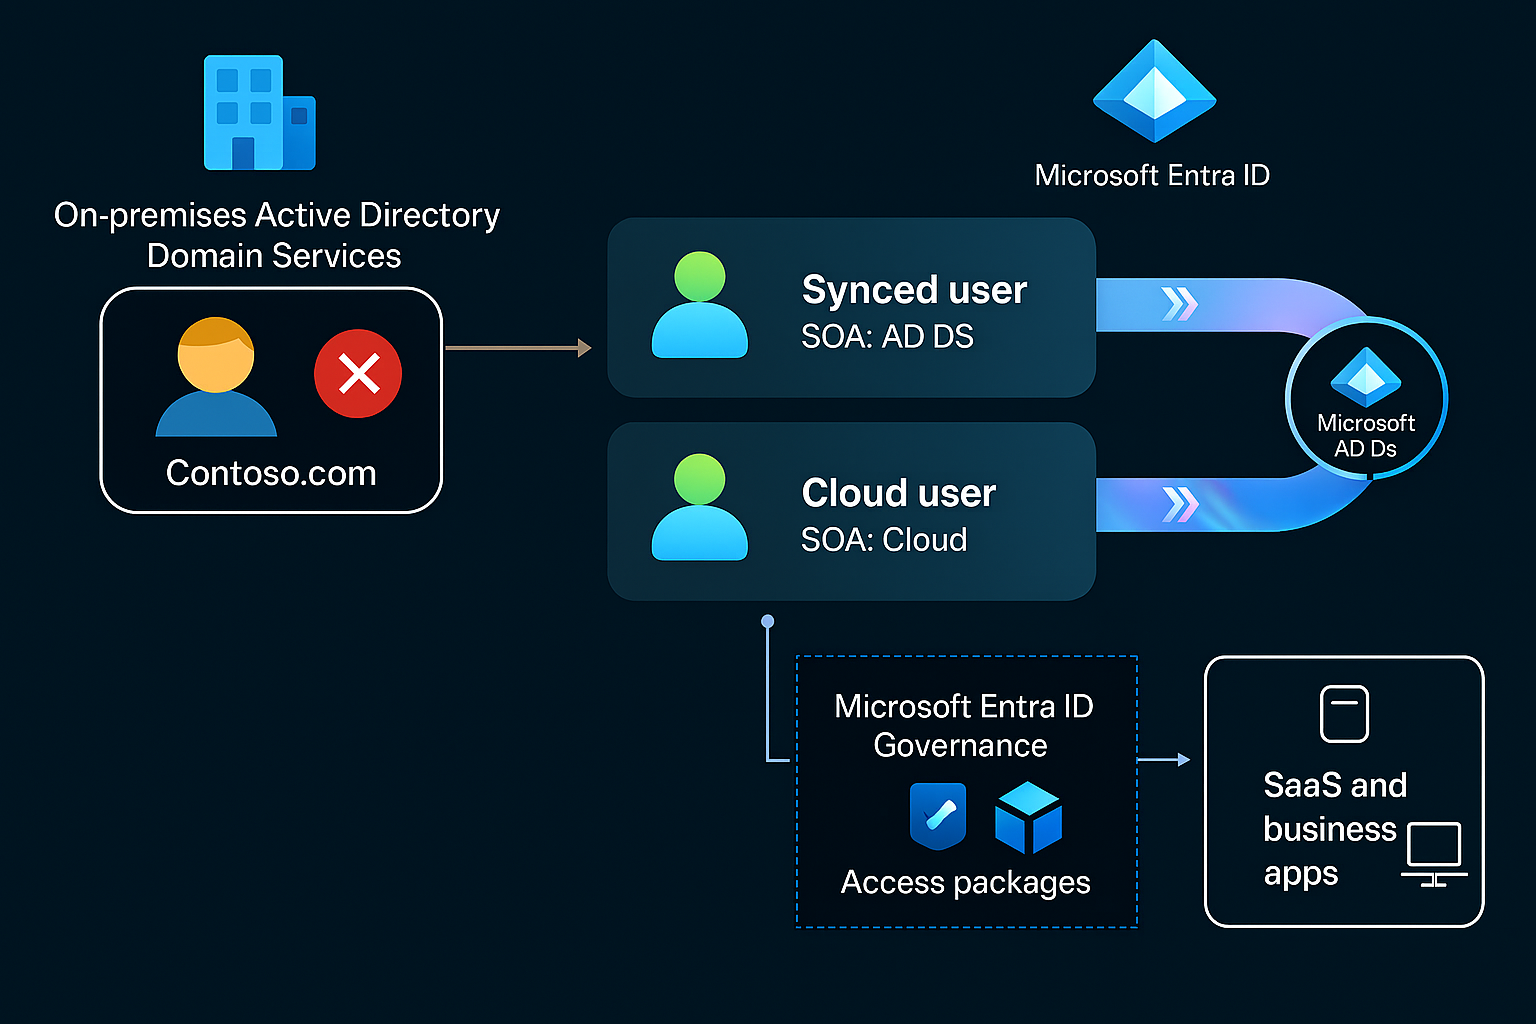 On-premises Active Directory
Domain Services
Contoso.com
Microsoft Entra ID
Synced user
SOA: AD DS
Cloud user
SOA: Cloud
Microsoft
AD Ds
Microsoft Entra ID
Governance
Access packages
SaaS and
business
apps